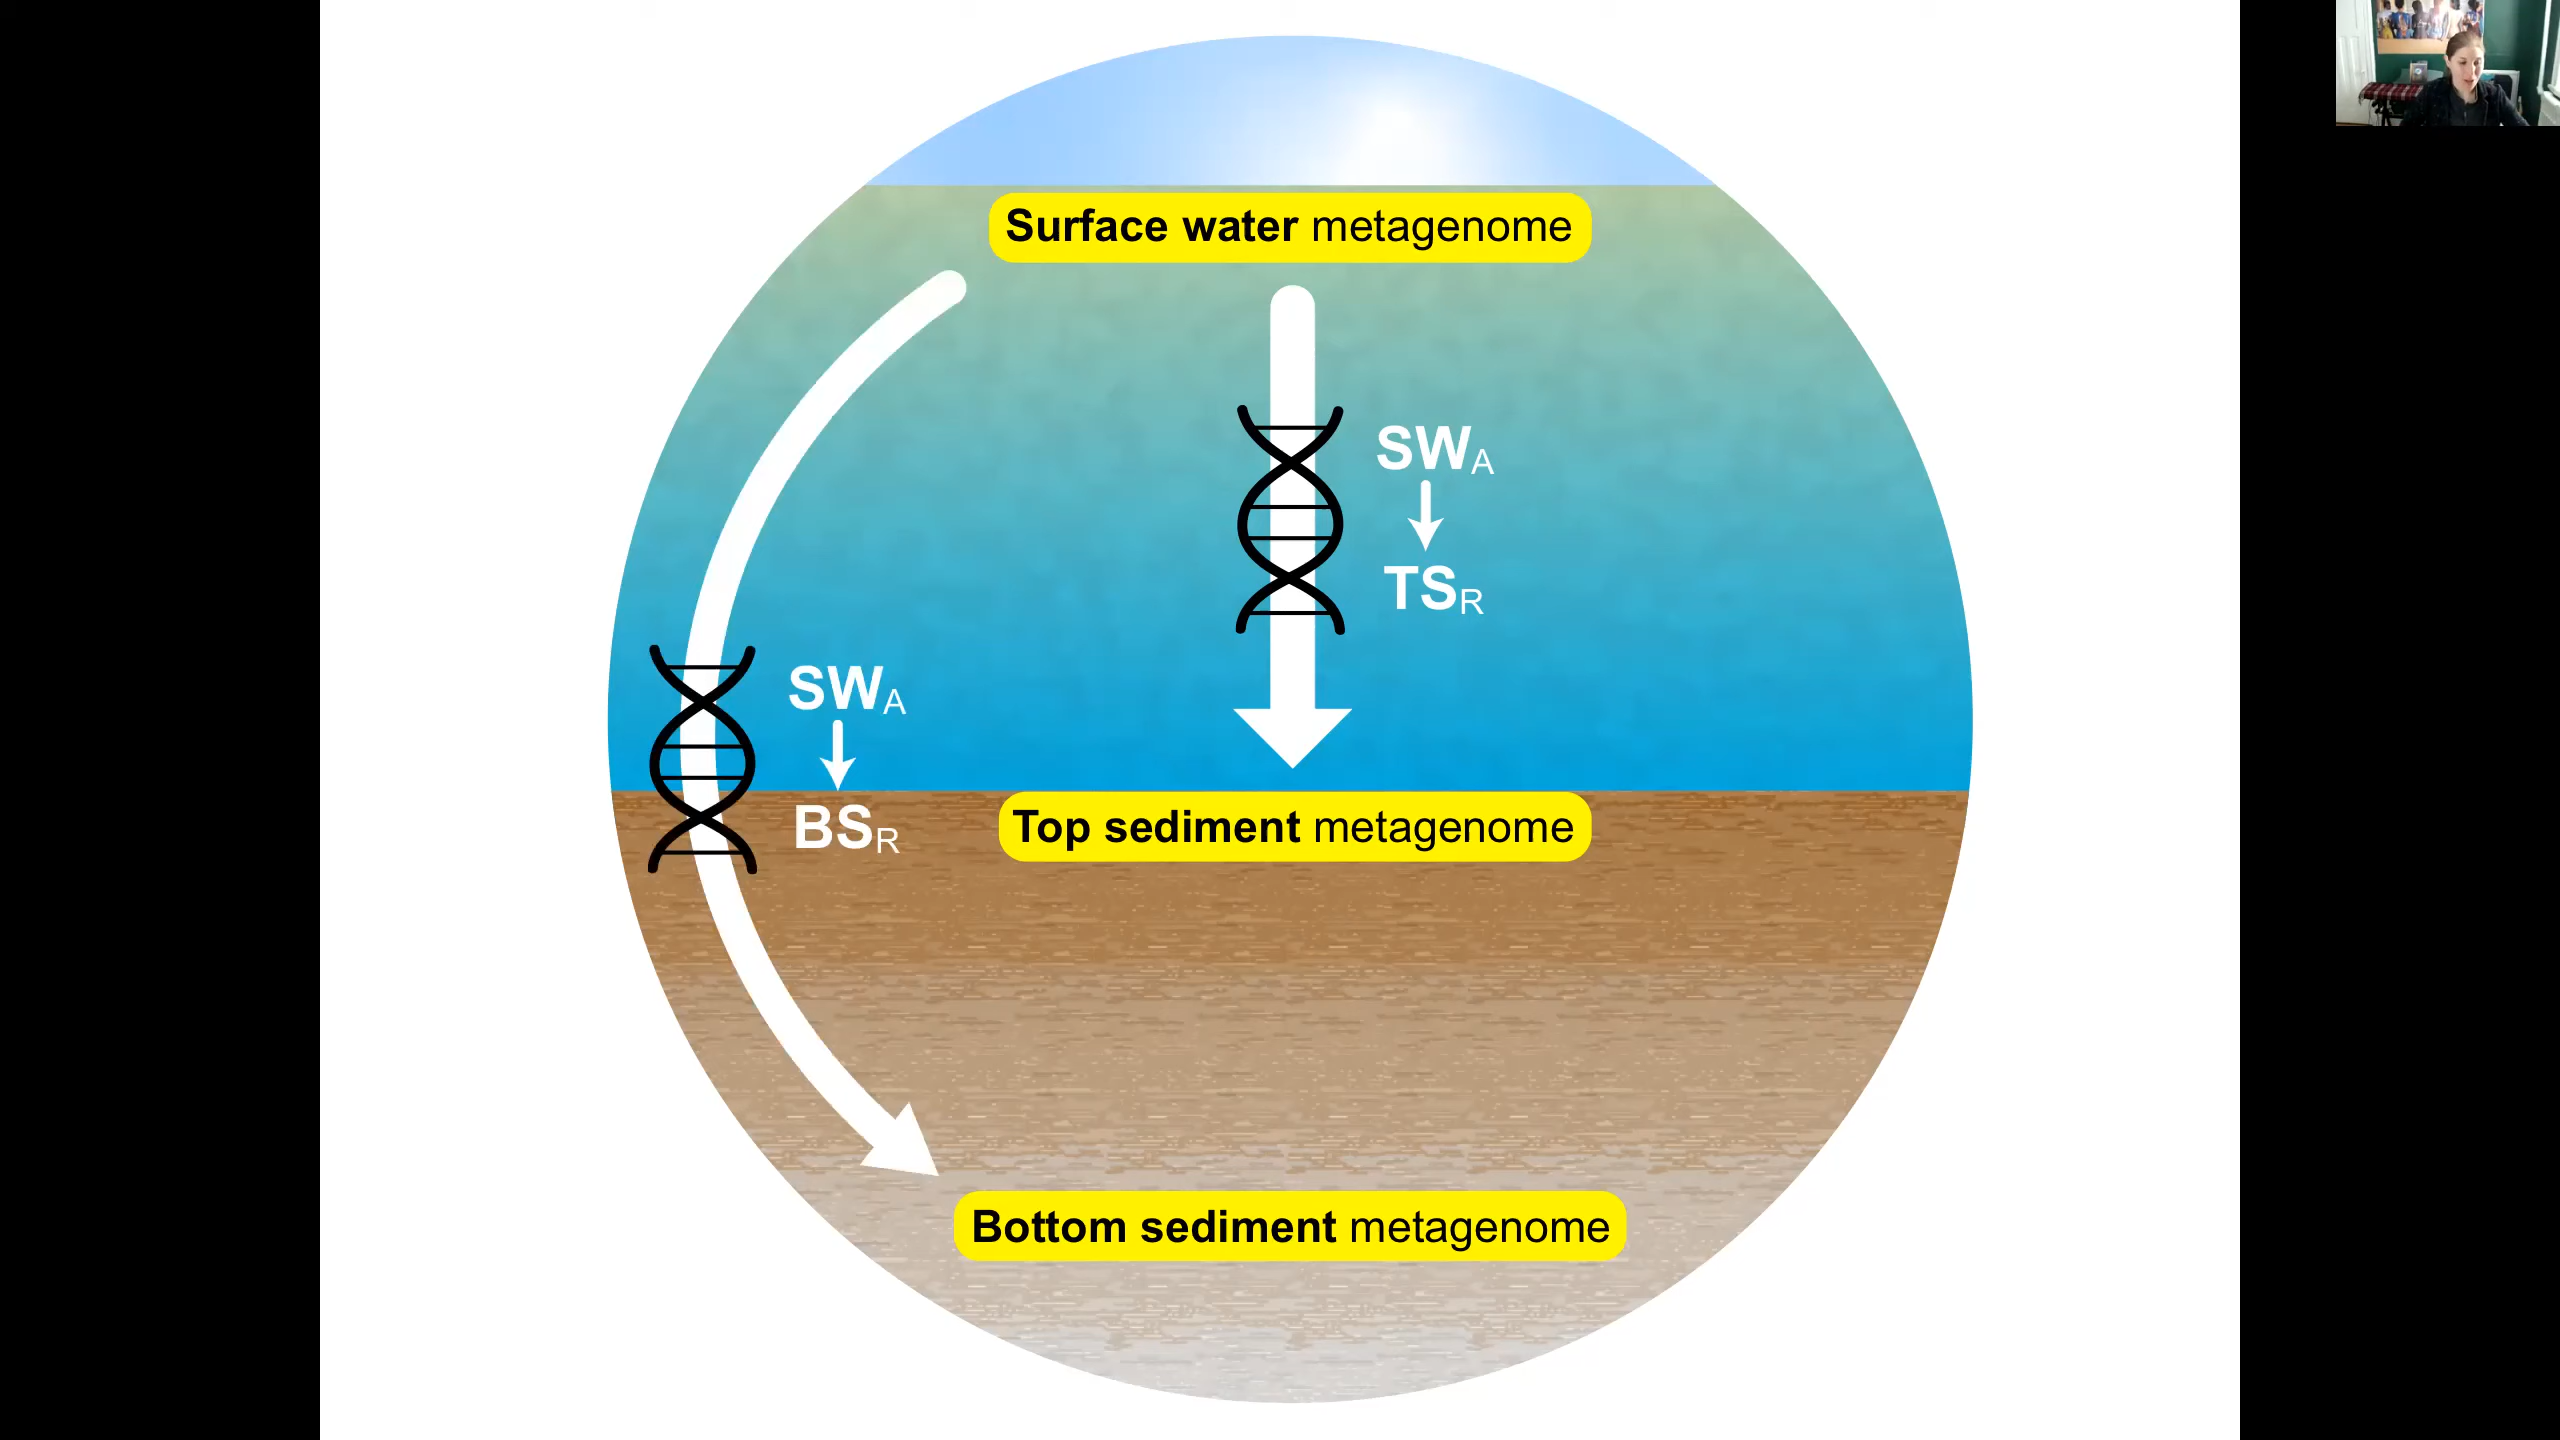 Surface water metagenome
SWA
TSR
SWA
BSR
Top sediment metagenome
Bottom sediment metagenome